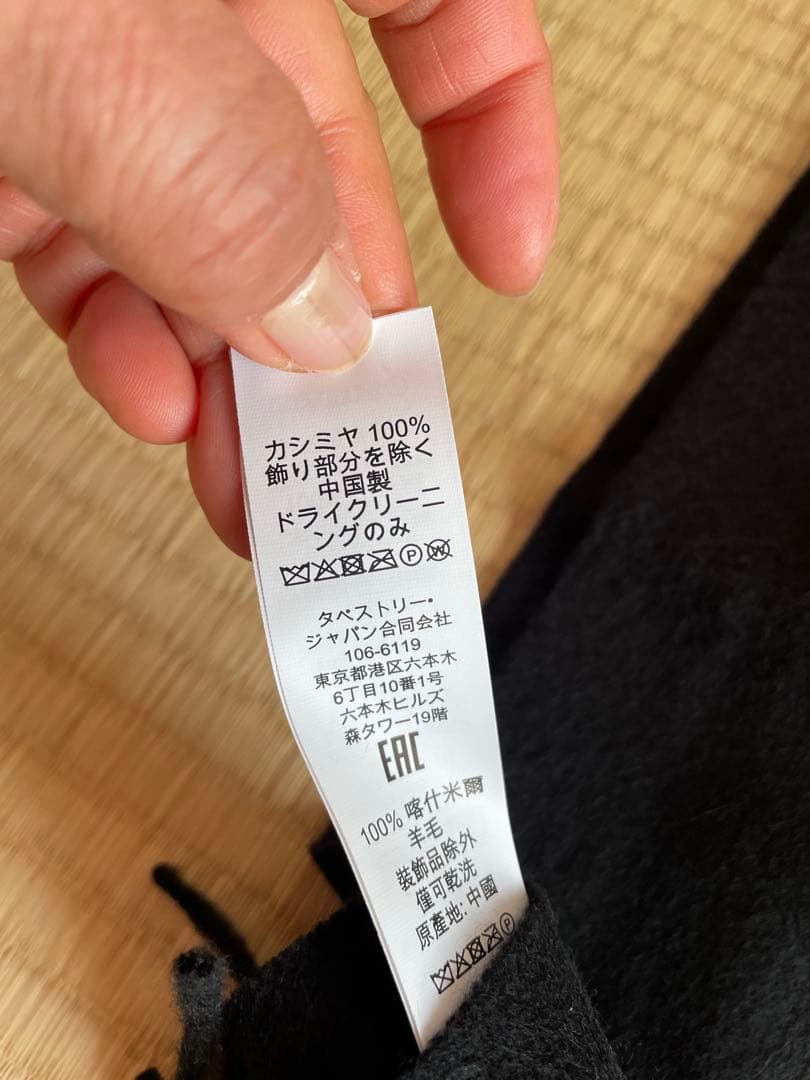 カシミヤ 100%
飾り部分を除く
中国製
ドライクリーニ
ングのみ
P W
タペストリー・
ジャパン合同会社
106-6119
東京都港区六本木
6丁目10番1号
六本木ヒルズ
森タワー19階
EAC
100% 喀什米爾
羊毛
裝飾品除外
僅可乾洗
原產地: 中國
P